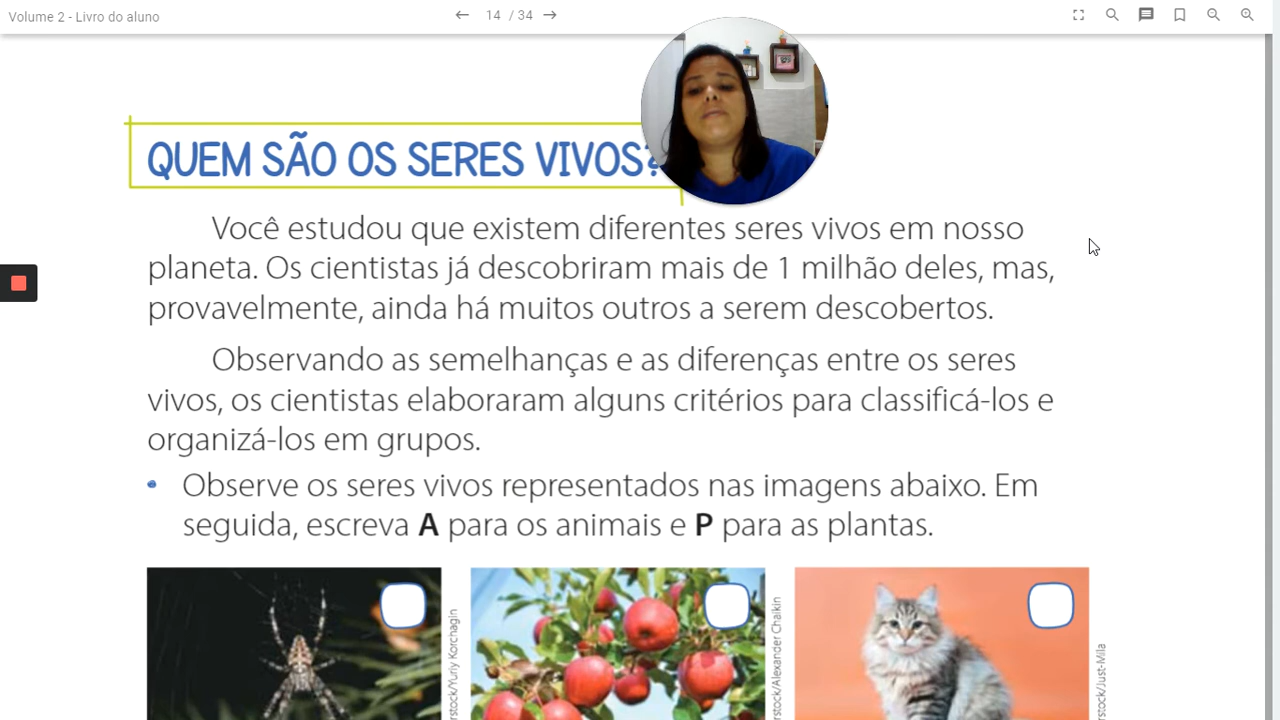 Volume 2 - Livro do aluno
14 / 34
QUEM SÃO OS SERES VIVOS?
Você estudou que existem diferentes seres vivos em nosso
planeta. Os cientistas já descobriram mais de 1 milhão deles, mas,
provavelmente, ainda há muitos outros a serem descobertos.
Observando as semelhanças e as diferenças entre os seres
vivos, os cientistas elaboraram alguns critérios para classificá-los e
organizá-los em grupos.
• Observe os seres vivos representados nas imagens abaixo. Em
seguida, escreva A para os animais e P para as plantas.
rstock/Yuriy Korchagin
rstock/Alexander Chaikin
rstock/Just-Mila